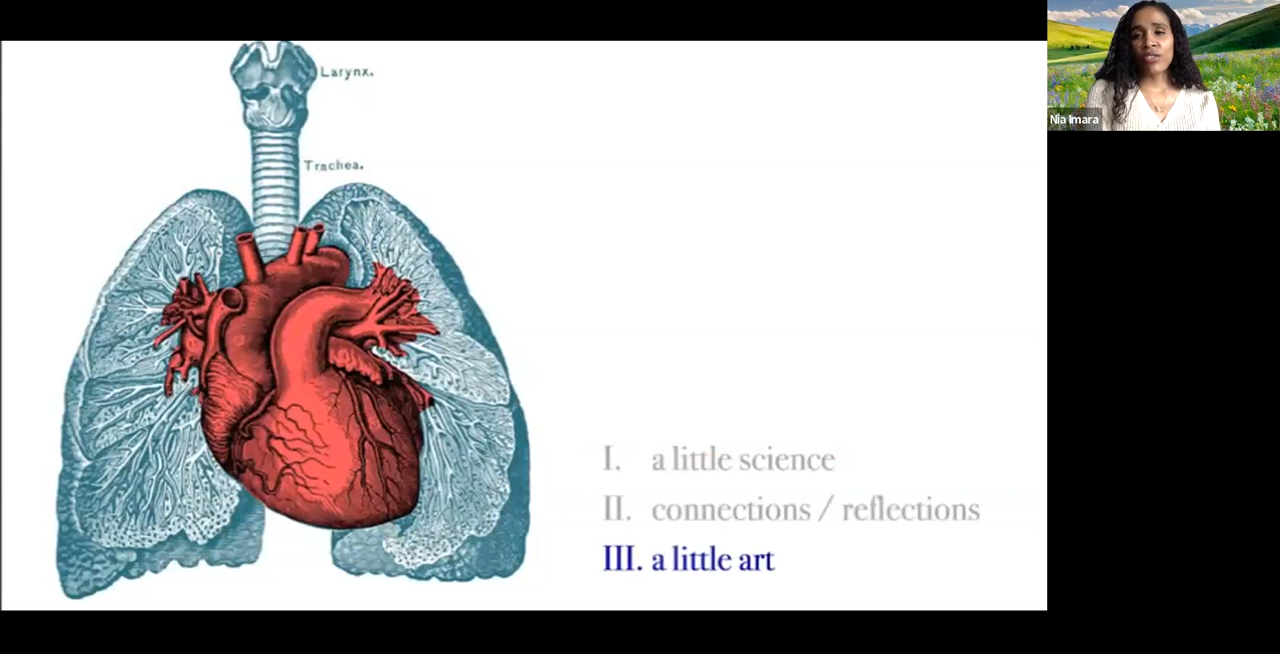 Larynx.
Trachea.
Nia Imara
I. a little science
II. connections / reflections
III. a little art